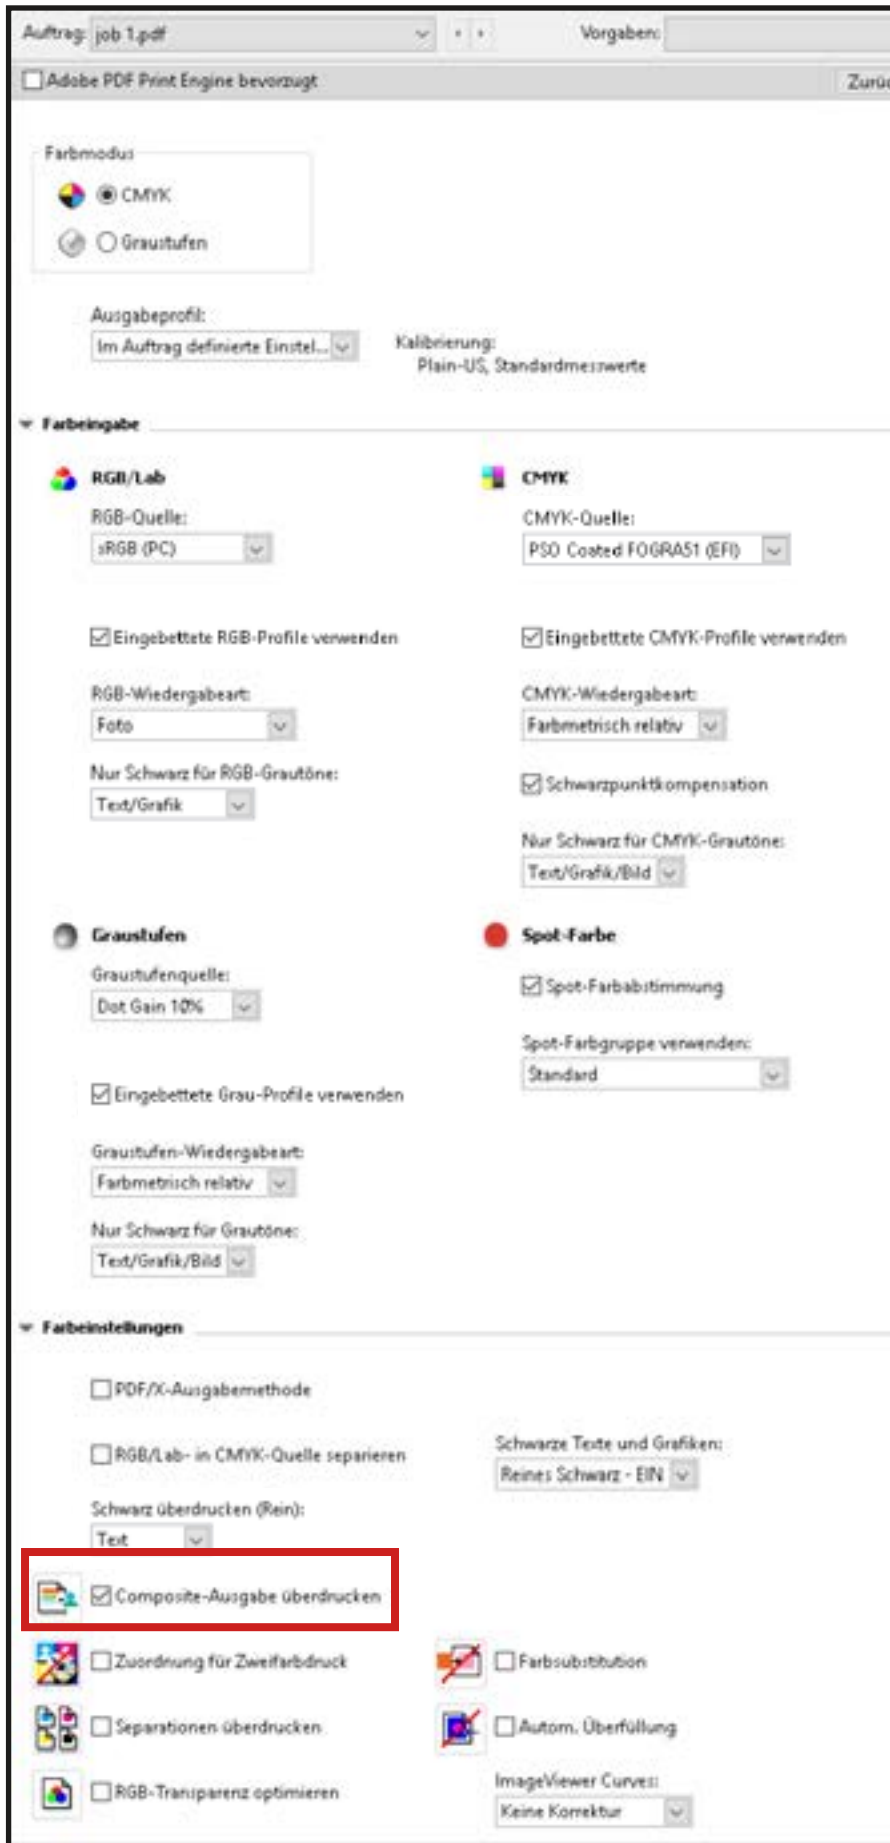 Auftrag: job 1.pdf Vorgaben:
Adobe PDF Print Engine bevorzugt Zurüc
Farbmodus
CMYK
Graustufen
Ausgabeprofil:
Im Auftrag definierte Einstel...
Kalibrierung:
Plain-US, Standardmesswerte
Farbeingabe
RGB/Lab
RGB-Quelle:
sRGB (PC)
Eingebettete RGB-Profile verwenden
RGB-Wiedergabeart:
Foto
Nur Schwarz für RGB-Grautöne:
Text/Grafik
CMYK
CMYK-Quelle:
PSO Coated FOGRA51 (EFI)
Eingebettete CMYK-Profile verwenden
CMYK-Wiedergabeart:
Farbmetrisch relativ
Schwarzpunktkompensation
Nur Schwarz für CMYK-Grautöne:
Text/Grafik/Bild
Graustufen
Graustufenquelle:
Dot Gain 10%
Eingebettete Grau-Profile verwenden
Graustufen-Wiedergabeart:
Farbmetrisch relativ
Nur Schwarz für Grautöne:
Text/Grafik/Bild
Spot-Farbe
Spot-Farbabstimmung
Spot-Farbgruppe verwenden:
Standard
Farbeinstellungen
PDF/X-Ausgabemethode
RGB/Lab- in CMYK-Quelle separieren
Schwarze Texte und Grafiken:
Reines Schwarz - EIN
Schwarz überdrucken (Rein):
Text
Composite-Ausgabe überdrucken
Zuordnung für Zweifarbdruck
Farbsubstitution
Separationen überdrucken
Autom. Überfüllung
RGB-Transparenz optimieren
ImageViewer Curves:
Keine Korrektur